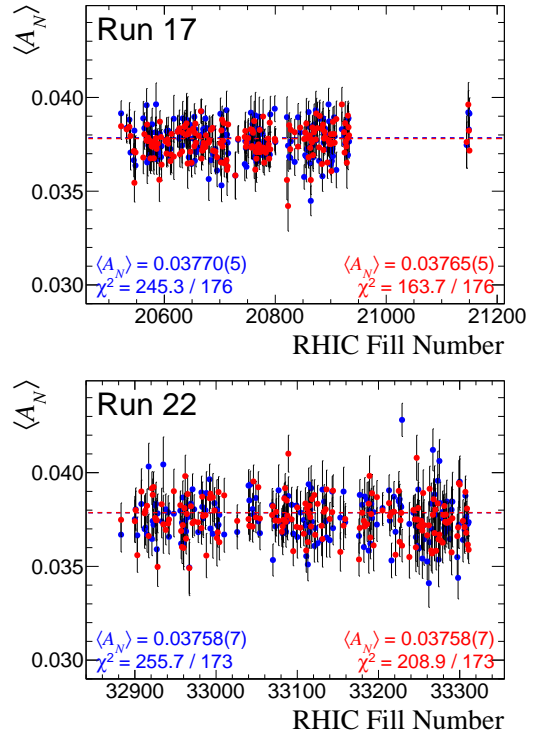 Run 17
⟨A_N⟩
0.040
0.035
0.030
⟨A_N⟩ = 0.03770(5) ⟨A_N⟩ = 0.03765(5)
χ² = 245.3 / 176 χ² = 163.7 / 176
20600 20800 21000 21200
RHIC Fill Number
Run 22
⟨A_N⟩
0.040
0.035
0.030
⟨A_N⟩ = 0.03758(7) ⟨A_N⟩ = 0.03758(7)
χ² = 255.7 / 173 χ² = 208.9 / 173
32900 33000 33100 33200 33300
RHIC Fill Number